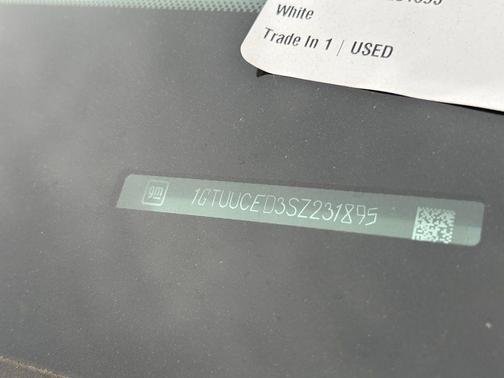 White
Trade In 1 / USED
gm
1GTUUCED3SZ231895